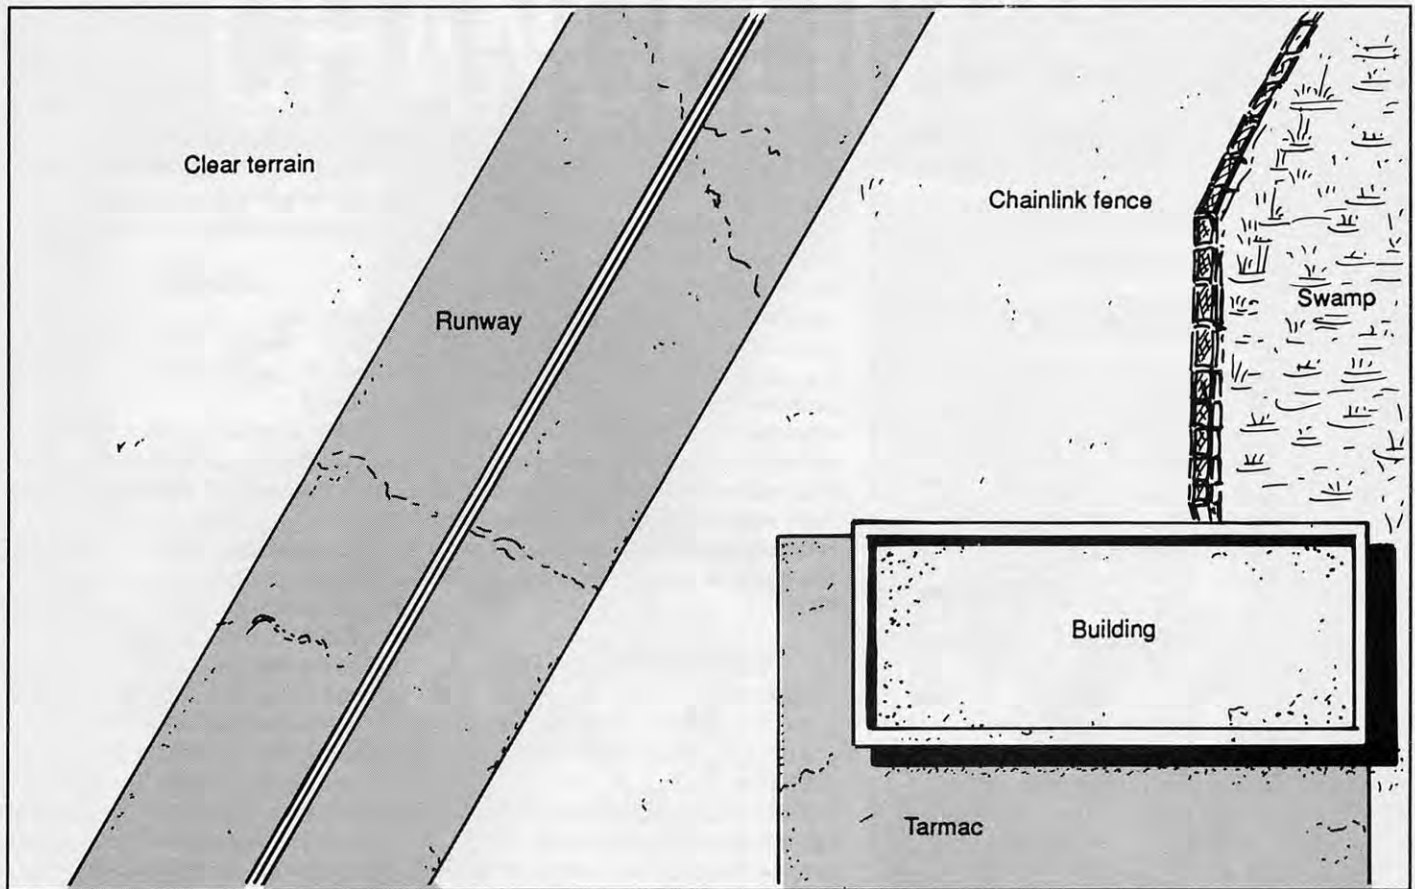 Clear terrain
Chainlink fence
Swamp
Runway
Building
Tarmac